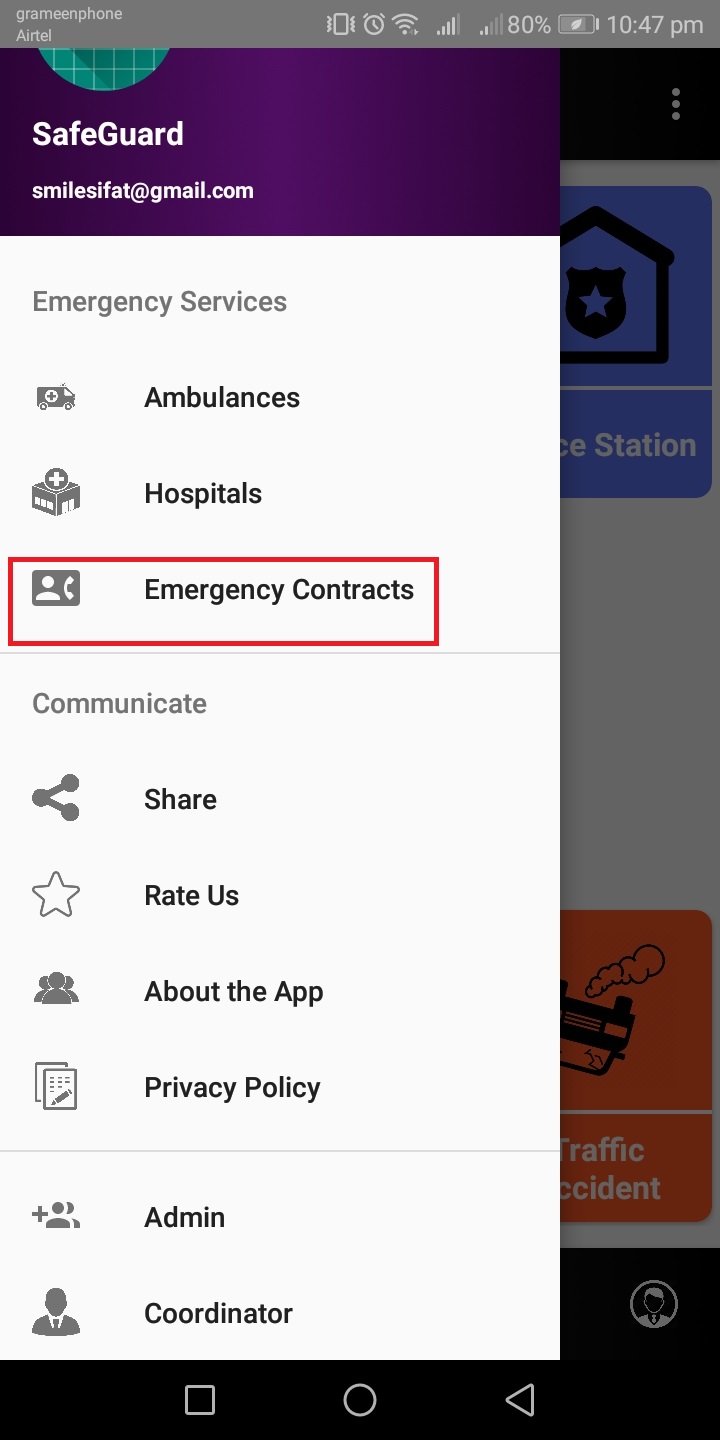 grameenphone
Airtel
80% 10:47 pm
SafeGuard
smilesifat@gmail.com
Emergency Services
Ambulances
Hospitals
Emergency Contracts
Communicate
Share
Rate Us
About the App
Privacy Policy
Admin
Coordinator
ce Station
Traffic
ccident